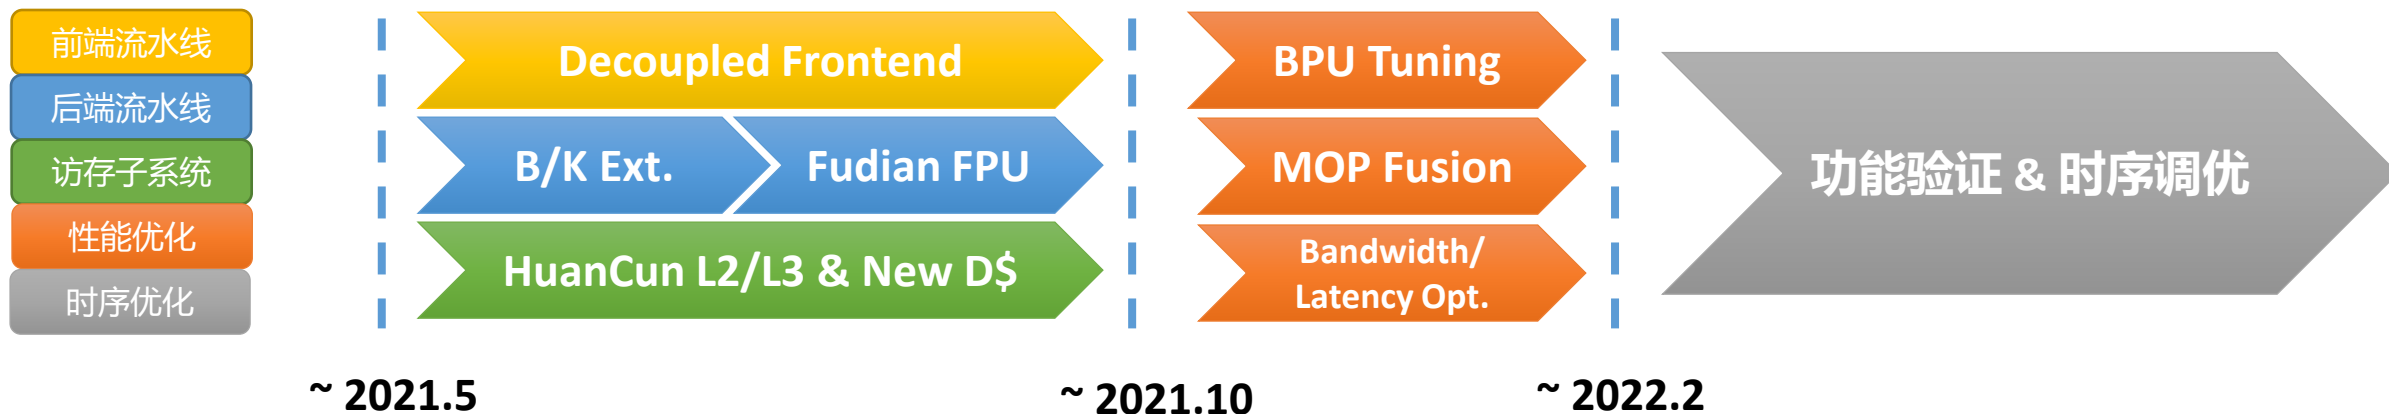 前端流水线
后端流水线
访存子系统
性能优化
时序优化
Decoupled Frontend
B/K Ext.
Fudian FPU
HuanCun L2/L3 & New D$
BPU Tuning
MOP Fusion
Bandwidth/
Latency Opt.
功能验证 & 时序调优
~ 2021.5
~ 2021.10
~ 2022.2